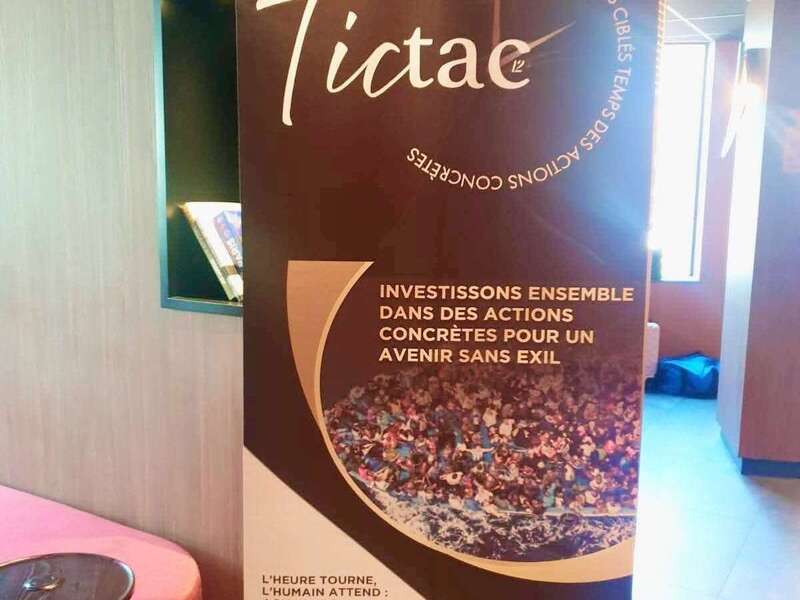 Tictac
12
CIBLÉS TEMPS DES ACTIONS CONCRÈTES
INVESTISSONS ENSEMBLE
DANS DES ACTIONS
CONCRÈTES POUR UN
AVENIR SANS EXIL
L'HEURE TOURNE,
L'HUMAIN ATTEND :